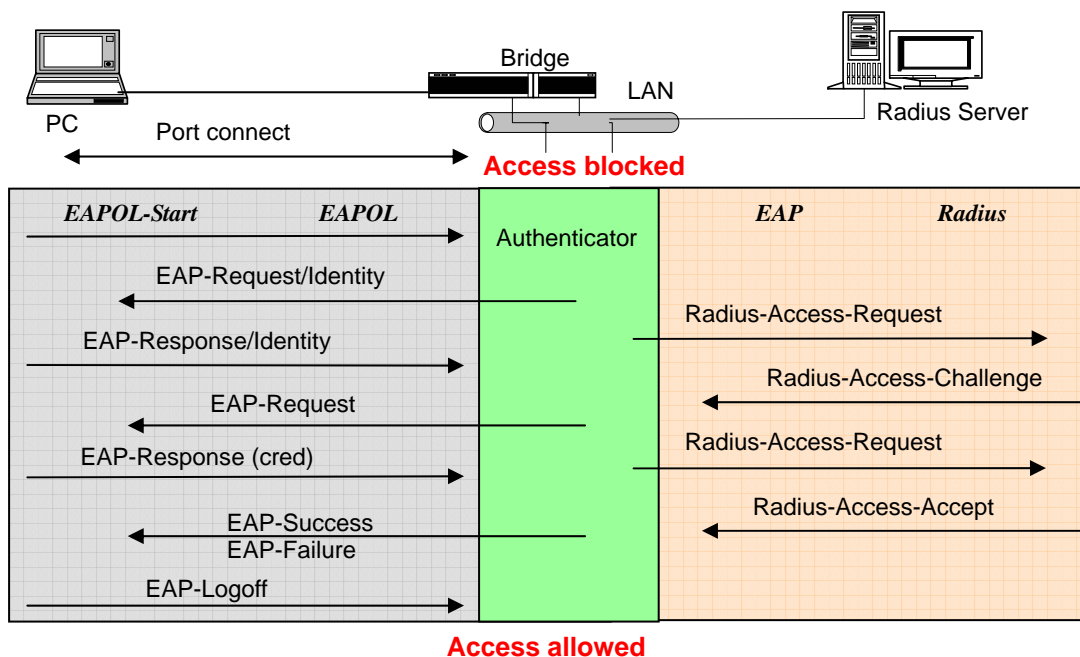 Bridge
LAN
PC
Radius Server
Port connect
Access blocked
EAPOL-Start EAPOL
Authenticator
EAP Radius
EAP-Request/Identity
Radius-Access-Request
EAP-Response/Identity
Radius-Access-Challenge
EAP-Request
Radius-Access-Request
EAP-Response (cred)
Radius-Access-Accept
EAP-Success
EAP-Failure
EAP-Logoff
Access allowed